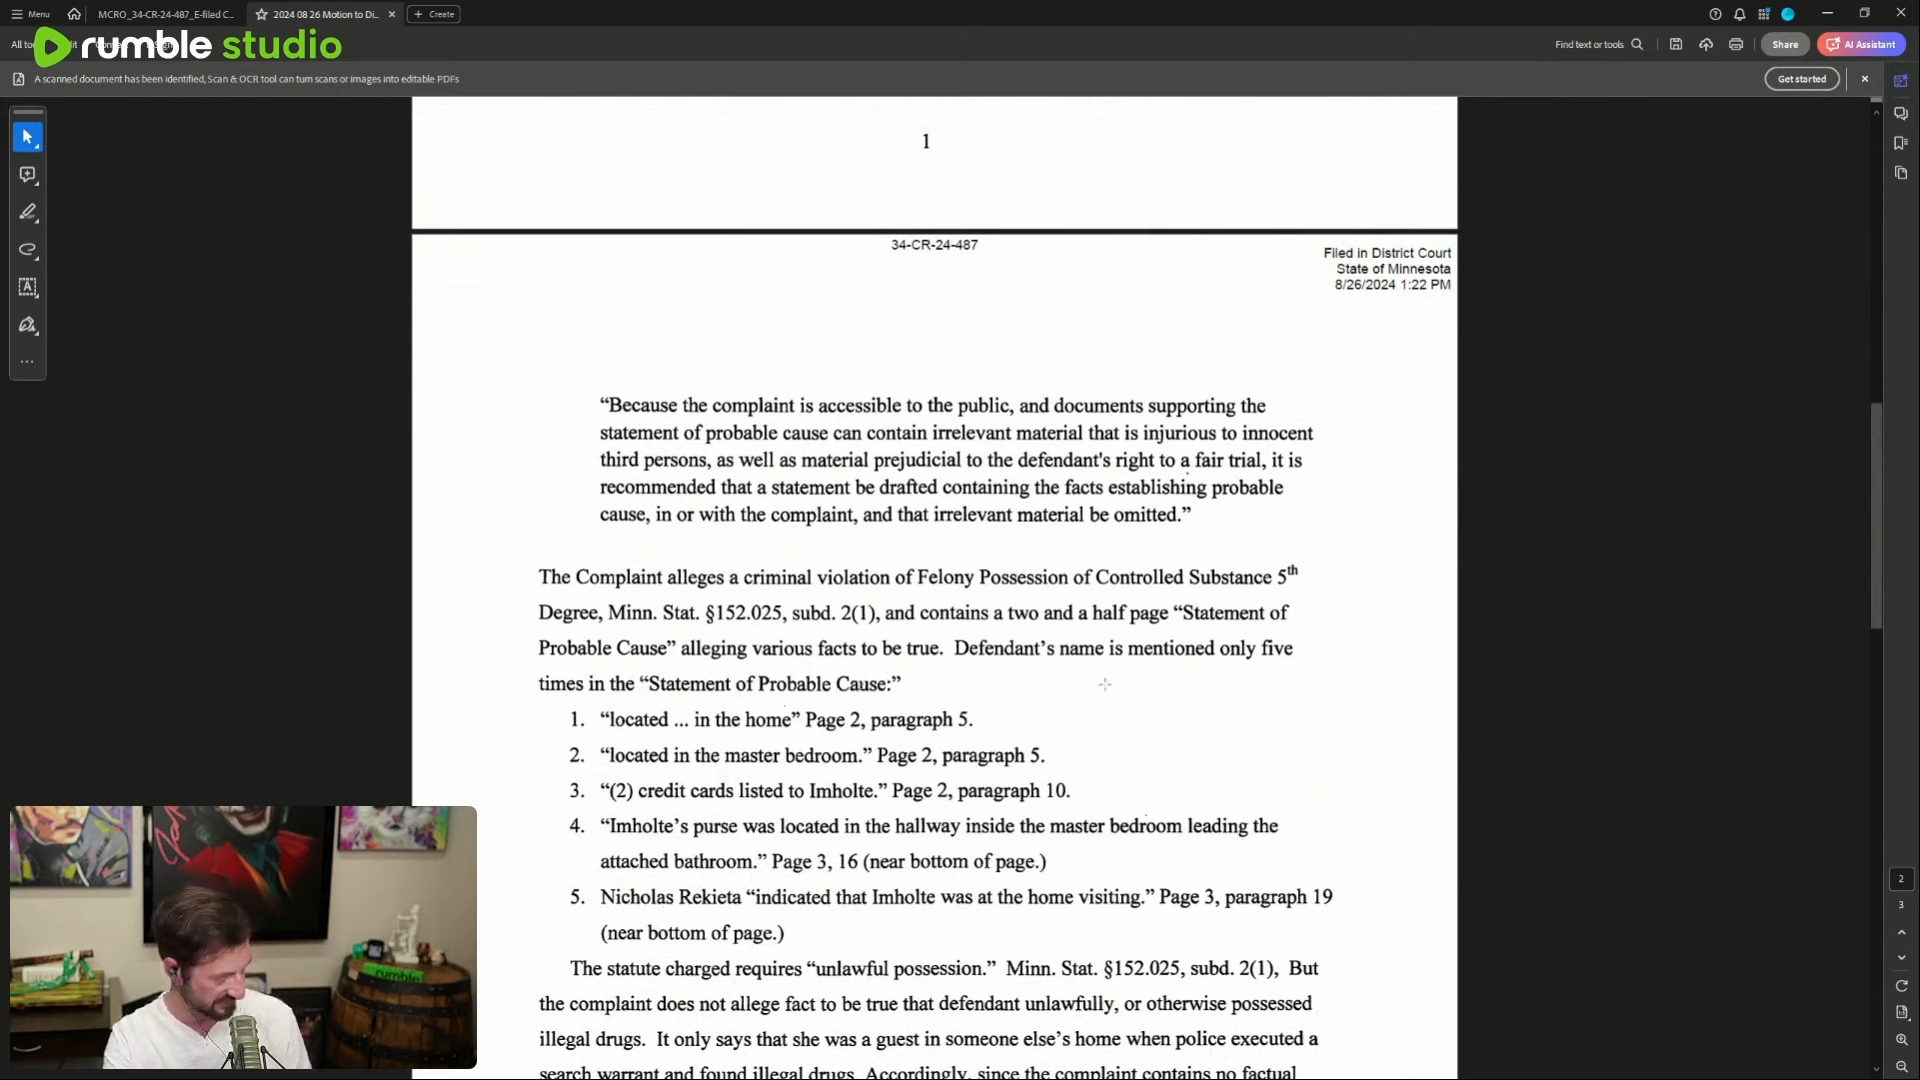 Menu
MCRO_34-CR-24-487_E-filed C...
2024 08 26 Motion to Di...
Create
rumble studio
Find text or tools
Share
AI Assistant
A scanned document has been identified, Scan & OCR tool can turn scans or images into editable PDFs
Get started
1
34-CR-24-487
Filed in District Court
State of Minnesota
8/26/2024 1:22 PM
“Because the complaint is accessible to the public, and documents supporting the
statement of probable cause can contain irrelevant material that is injurious to innocent
third persons, as well as material prejudicial to the defendant's right to a fair trial, it is
recommended that a statement be drafted containing the facts establishing probable
cause, in or with the complaint, and that irrelevant material be omitted.”
The Complaint alleges a criminal violation of Felony Possession of Controlled Substance 5th
Degree, Minn. Stat. §152.025, subd. 2(1), and contains a two and a half page “Statement of
Probable Cause” alleging various facts to be true. Defendant’s name is mentioned only five
times in the “Statement of Probable Cause:”
1. “located ... in the home” Page 2, paragraph 5.
2. “located in the master bedroom.” Page 2, paragraph 5.
3. “(2) credit cards listed to Imholte.” Page 2, paragraph 10.
4. “Imholte’s purse was located in the hallway inside the master bedroom leading the
attached bathroom.” Page 3, 16 (near bottom of page.)
5. Nicholas Rekieta “indicated that Imholte was at the home visiting.” Page 3, paragraph 19
(near bottom of page.)
The statute charged requires “unlawful possession.” Minn. Stat. §152.025, subd. 2(1), But
the complaint does not allege fact to be true that defendant unlawfully, or otherwise possessed
illegal drugs. It only says that she was a guest in someone else’s home when police executed a
search warrant and found illegal drugs. Accordingly, since the complaint contains no factual
2
3
rumble